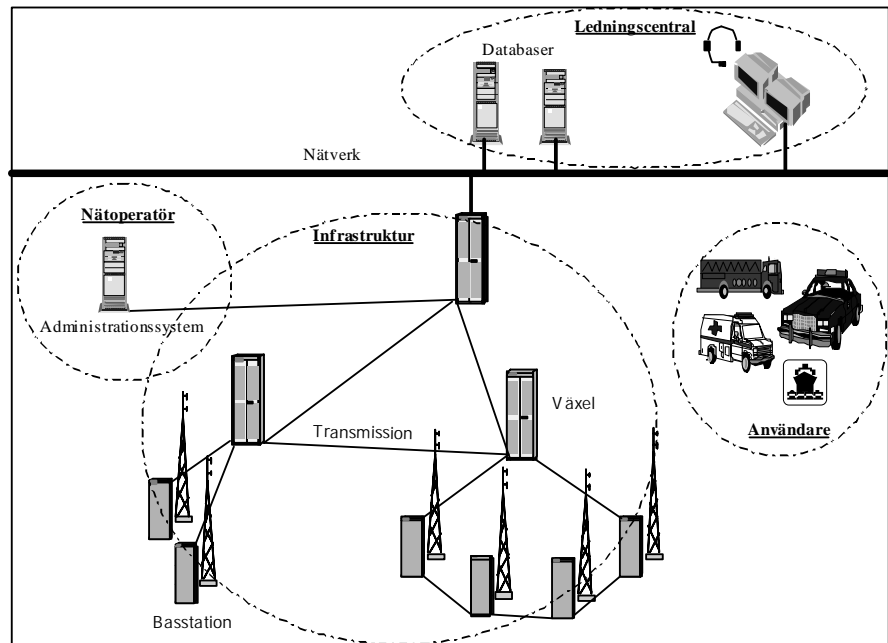 Ledningscentral
Databaser
Nätverk
Nätoperatör
Infrastruktur
Administrationssystem
Växel
Transmission
Användare
Basstation